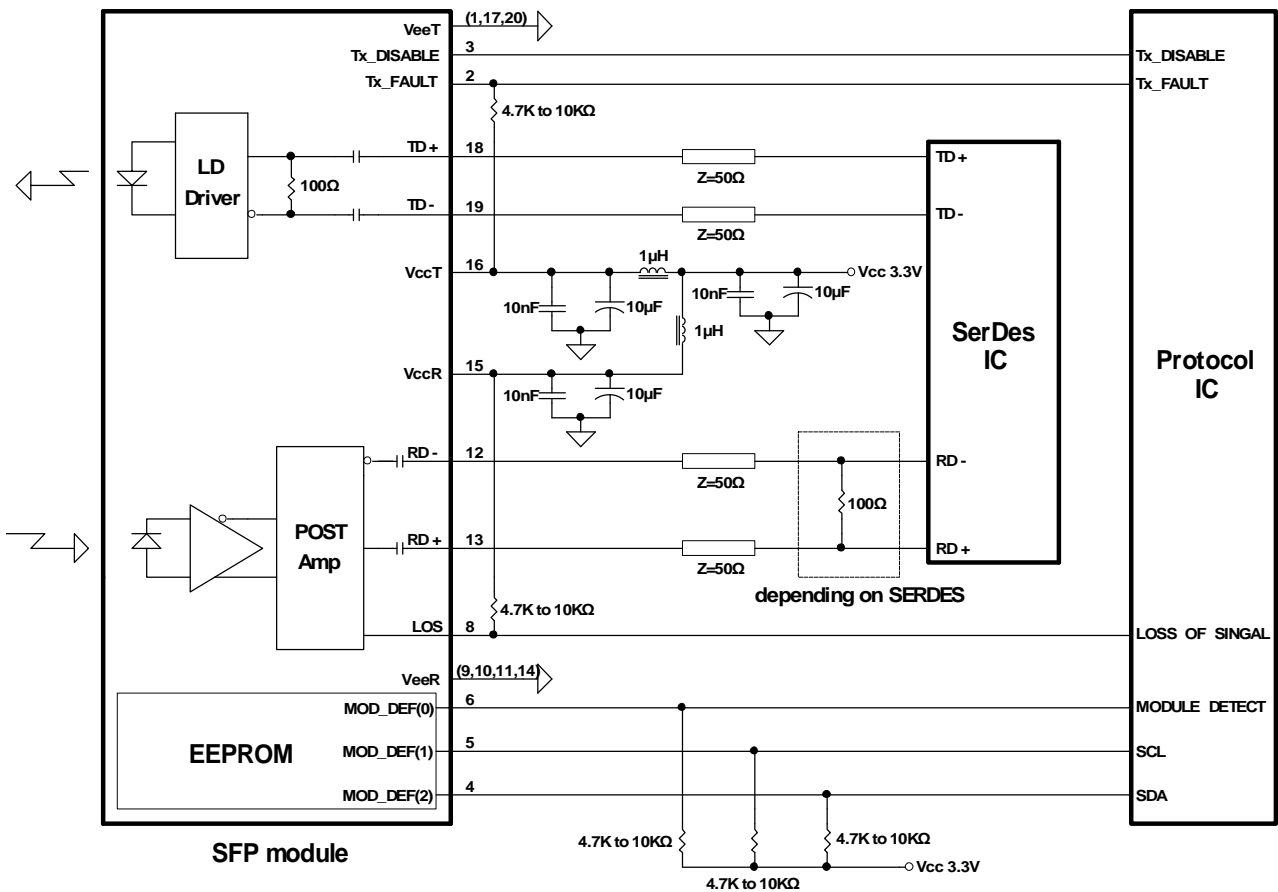 VeeT
(1,17,20)
Tx_DISABLE
3
Tx_DISABLE
Tx_FAULT
2
Tx_FAULT
4.7K to 10KΩ
LD
Driver
100Ω
TD+
18
Z=50Ω
TD+
TD-
19
Z=50Ω
TD-
VccT
16
1µH
Vcc 3.3V
10nF
10µF
10nF
10µF
1µH
SerDes
IC
Protocol
IC
VccR
15
10nF
10µF
RD-
12
Z=50Ω
RD-
100Ω
POST
Amp
RD+
13
Z=50Ω
RD+
depending on SERDES
4.7K to 10KΩ
LOS
8
LOSS OF SINGAL
VeeR
(9,10,11,14)
MOD_DEF(0)
6
MODULE DETECT
EEPROM
MOD_DEF(1)
5
SCL
MOD_DEF(2)
4
SDA
SFP module
4.7K to 10KΩ
4.7K to 10KΩ
4.7K to 10KΩ
Vcc 3.3V